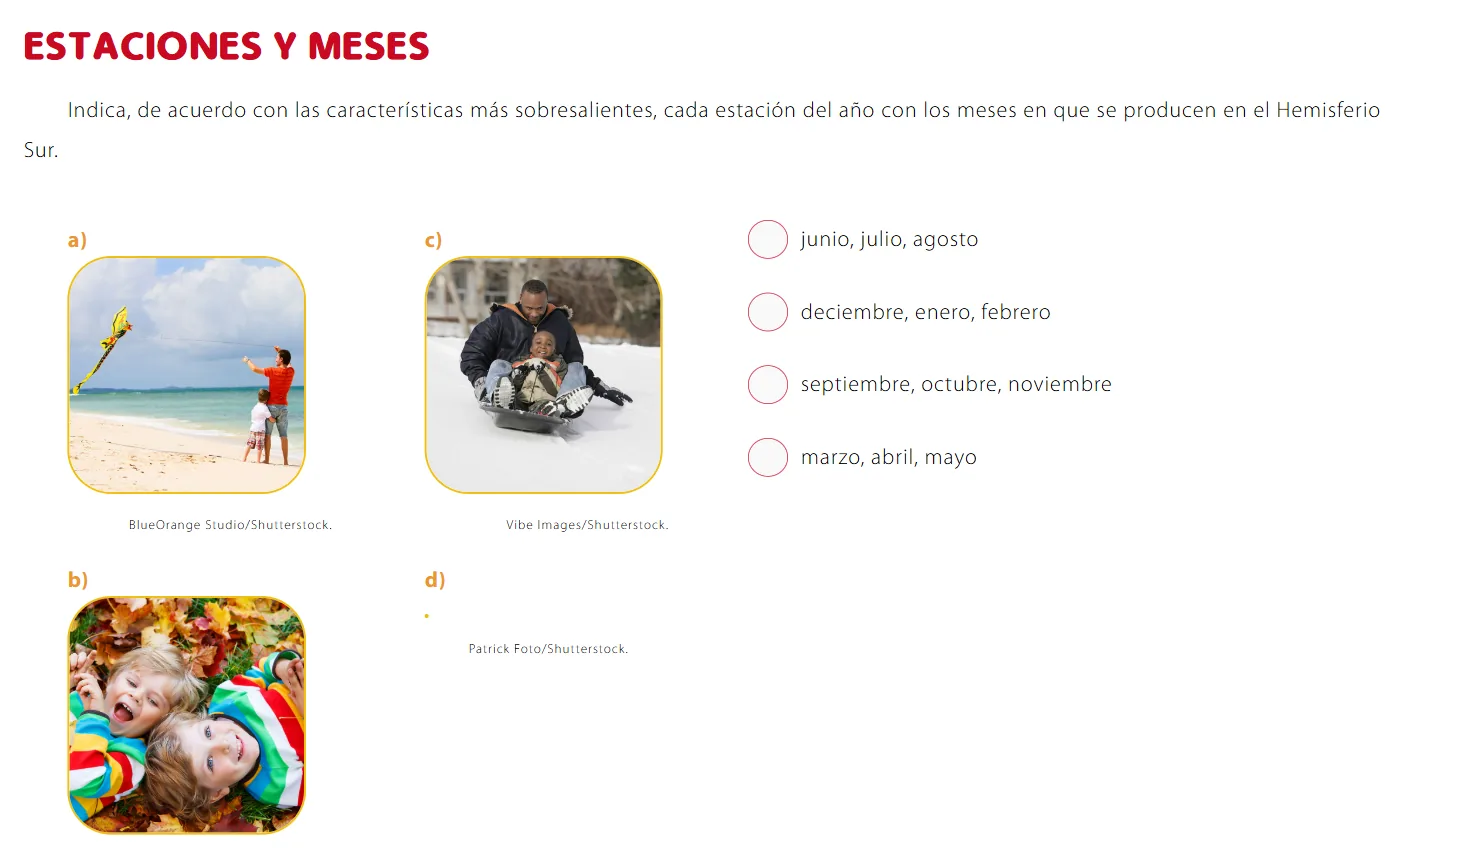 ESTACIONES Y MESES
Indica, de acuerdo con las características más sobresalientes, cada estación del año con los meses en que se producen en el Hemisferio
Sur.
a)
BlueOrange Studio/Shutterstock.
b)
c)
Vibe Images/Shutterstock.
d)
Patrick Foto/Shutterstock.
junio, julio, agosto
deciembre, enero, febrero
septiembre, octubre, noviembre
marzo, abril, mayo